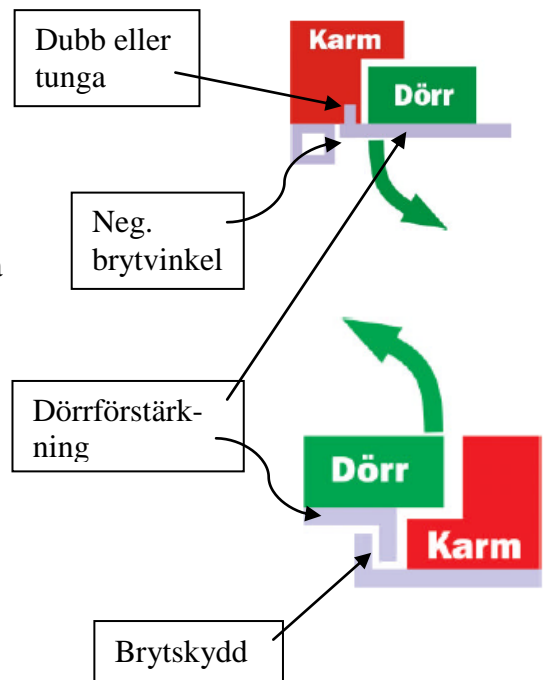 Dubb eller
tunga
Karm
Dörr
Neg.
brytvinkel
Dörrförstärk-
ning
Dörr
Karm
Brytskydd